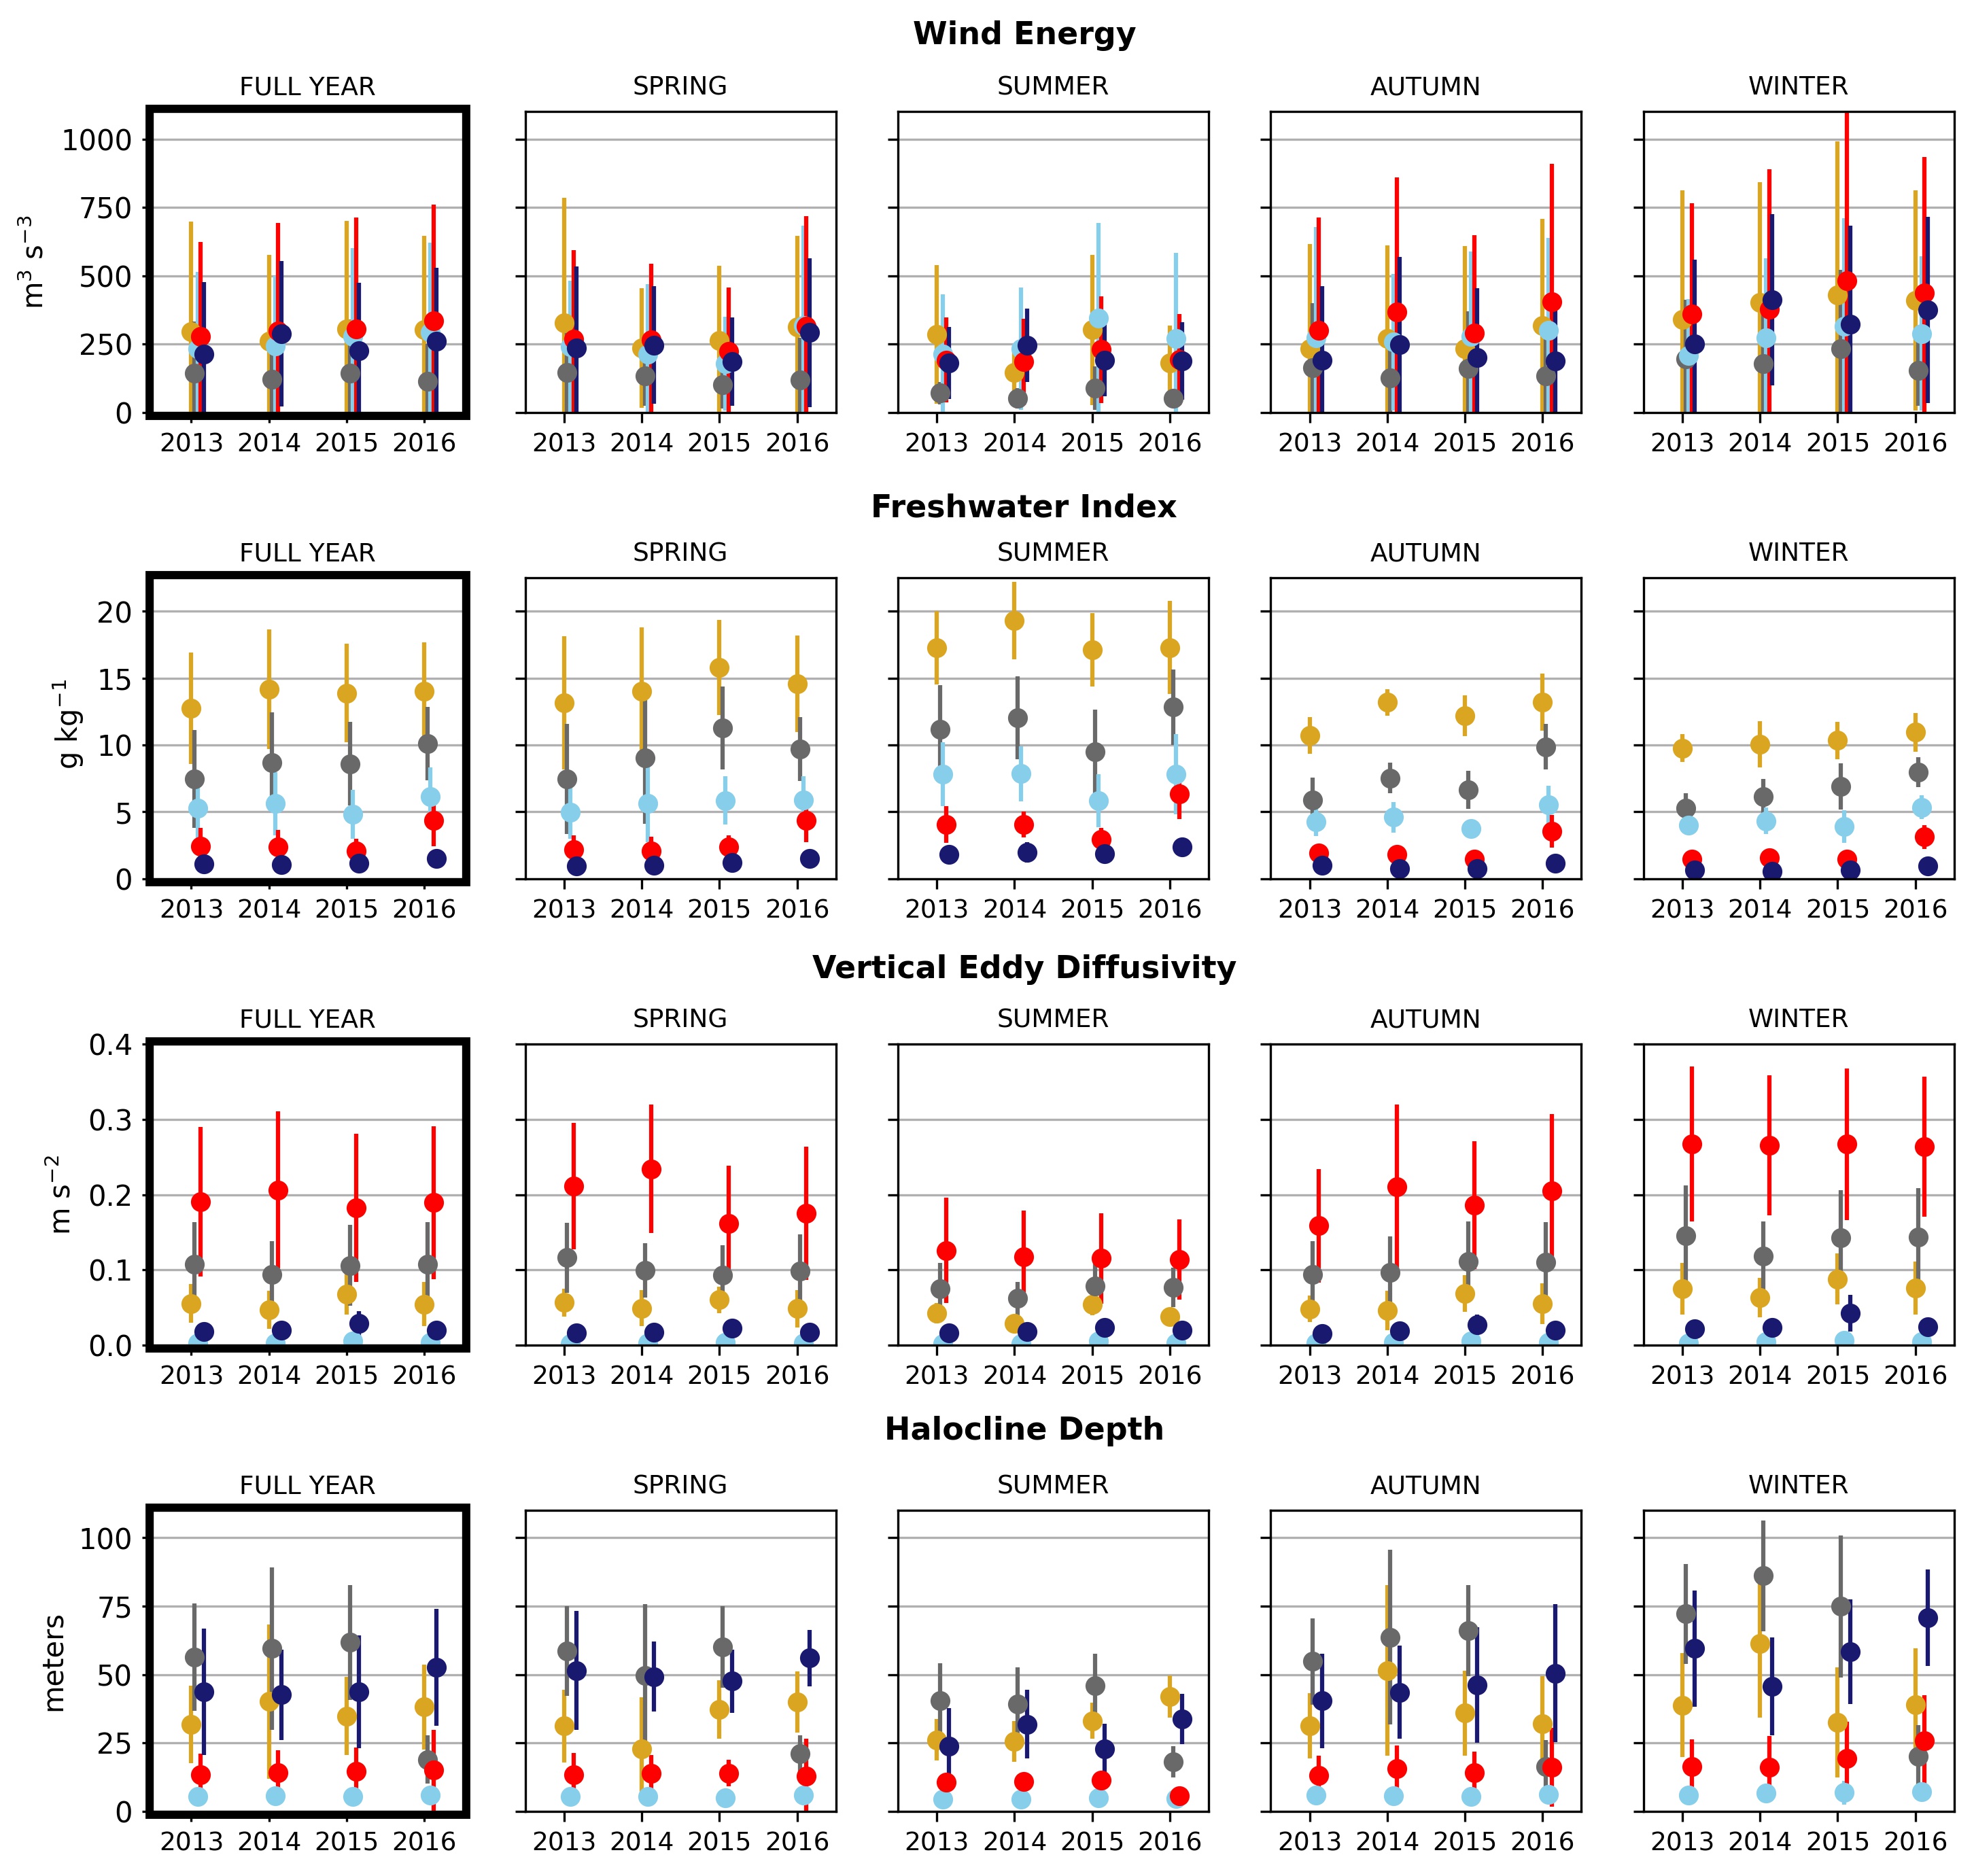 Wind Energy
FULL YEAR SPRING SUMMER AUTUMN WINTER
1000
750
500
250
0
m³ s⁻³
2013 2014 2015 2016 2013 2014 2015 2016 2013 2014 2015 2016 2013 2014 2015 2016 2013 2014 2015 2016
Freshwater Index
FULL YEAR SPRING SUMMER AUTUMN WINTER
20
15
10
5
0
g kg⁻¹
2013 2014 2015 2016 2013 2014 2015 2016 2013 2014 2015 2016 2013 2014 2015 2016 2013 2014 2015 2016
Vertical Eddy Diffusivity
FULL YEAR SPRING SUMMER AUTUMN WINTER
0.4
0.3
0.2
0.1
0.0
m s⁻²
2013 2014 2015 2016 2013 2014 2015 2016 2013 2014 2015 2016 2013 2014 2015 2016 2013 2014 2015 2016
Halocline Depth
FULL YEAR SPRING SUMMER AUTUMN WINTER
100
75
50
25
0
meters
2013 2014 2015 2016 2013 2014 2015 2016 2013 2014 2015 2016 2013 2014 2015 2016 2013 2014 2015 2016